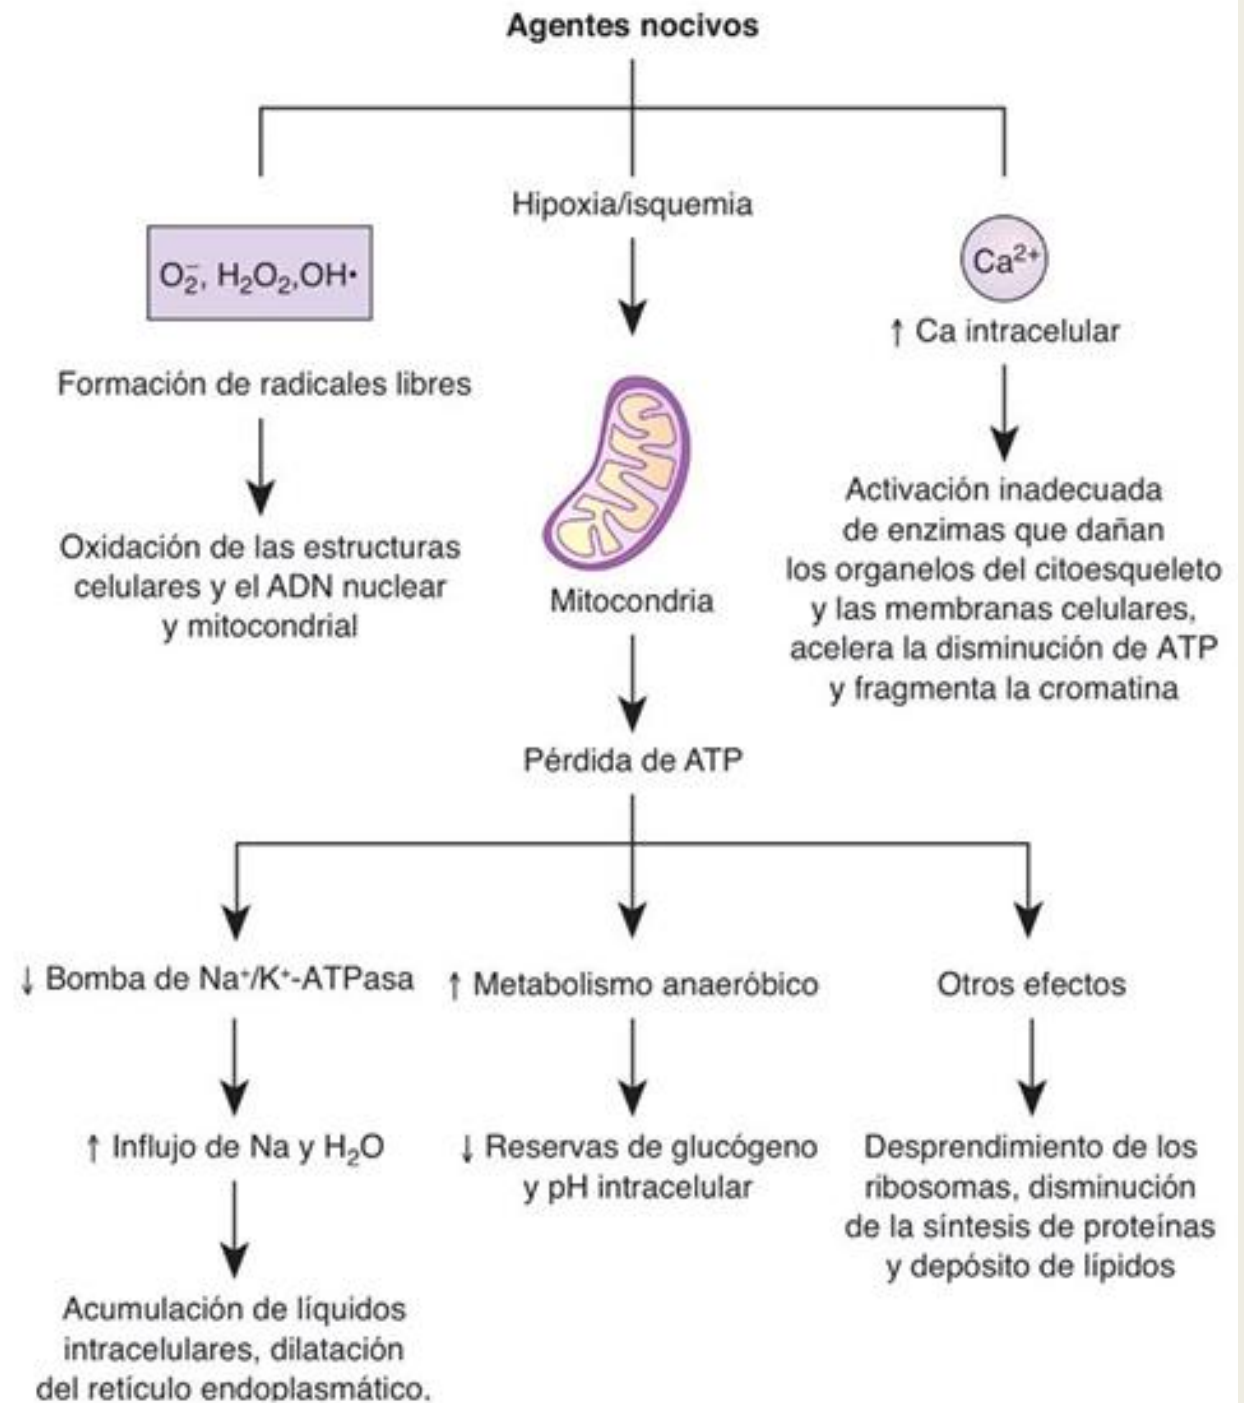 Agentes nocivos
O₂⁻, H₂O₂,OH•
Formación de radicales libres
Oxidación de las estructuras
celulares y el ADN nuclear
y mitocondrial
Hipoxia/isquemia
Mitocondria
Pérdida de ATP
Ca²⁺
↑ Ca intracelular
Activación inadecuada
de enzimas que dañan
los organelos del citoesqueleto
y las membranas celulares,
acelera la disminución de ATP
y fragmenta la cromatina
↓ Bomba de Na⁺/K⁺-ATPasa
↑ Influjo de Na y H₂O
Acumulación de líquidos
intracelulares, dilatación
del retículo endoplasmático,
↑ Metabolismo anaeróbico
↓ Reservas de glucógeno
y pH intracelular
Otros efectos
Desprendimiento de los
ribosomas, disminución
de la síntesis de proteínas
y depósito de lípidos